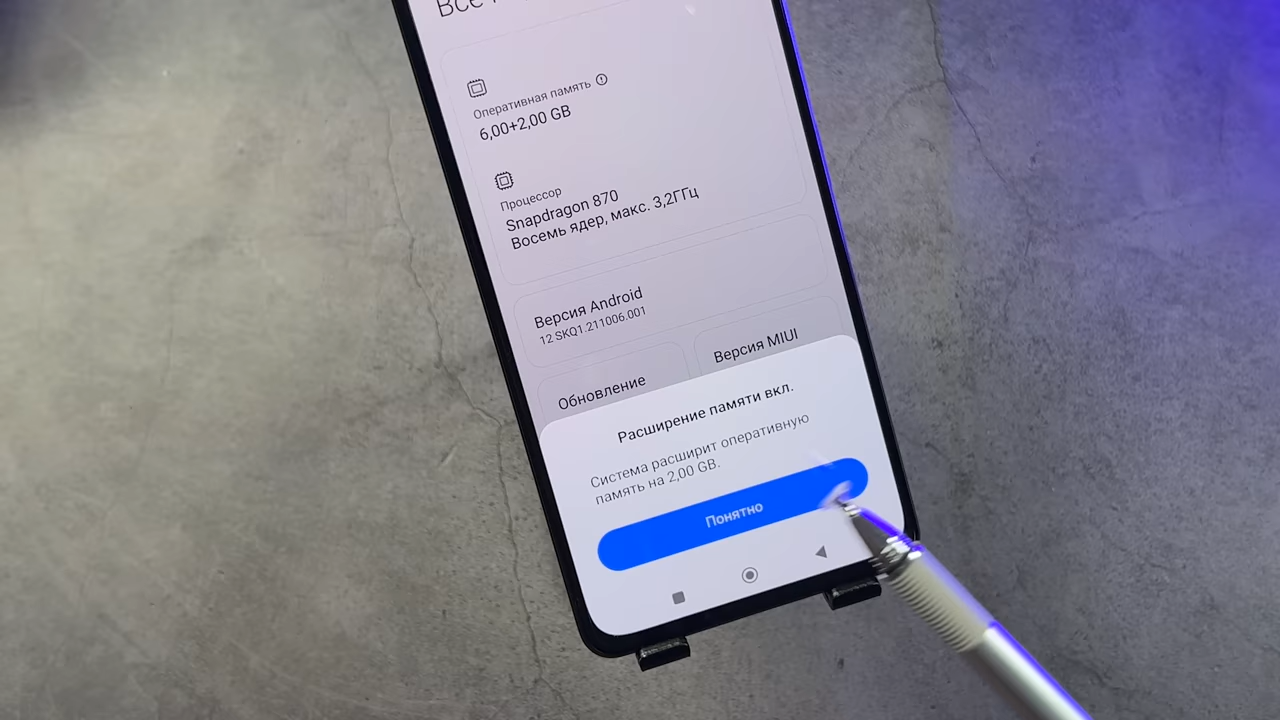 Все
Оперативная память
6,00+2,00 GB
Процессор
Snapdragon 870
Восемь ядер, макс. 3,2ГГц
Версия Android
12 SKQ1.211006.001
Версия MIUI
Обновление
Расширение памяти вкл.
Система расширит оперативную
память на 2,00 GB.
Понятно